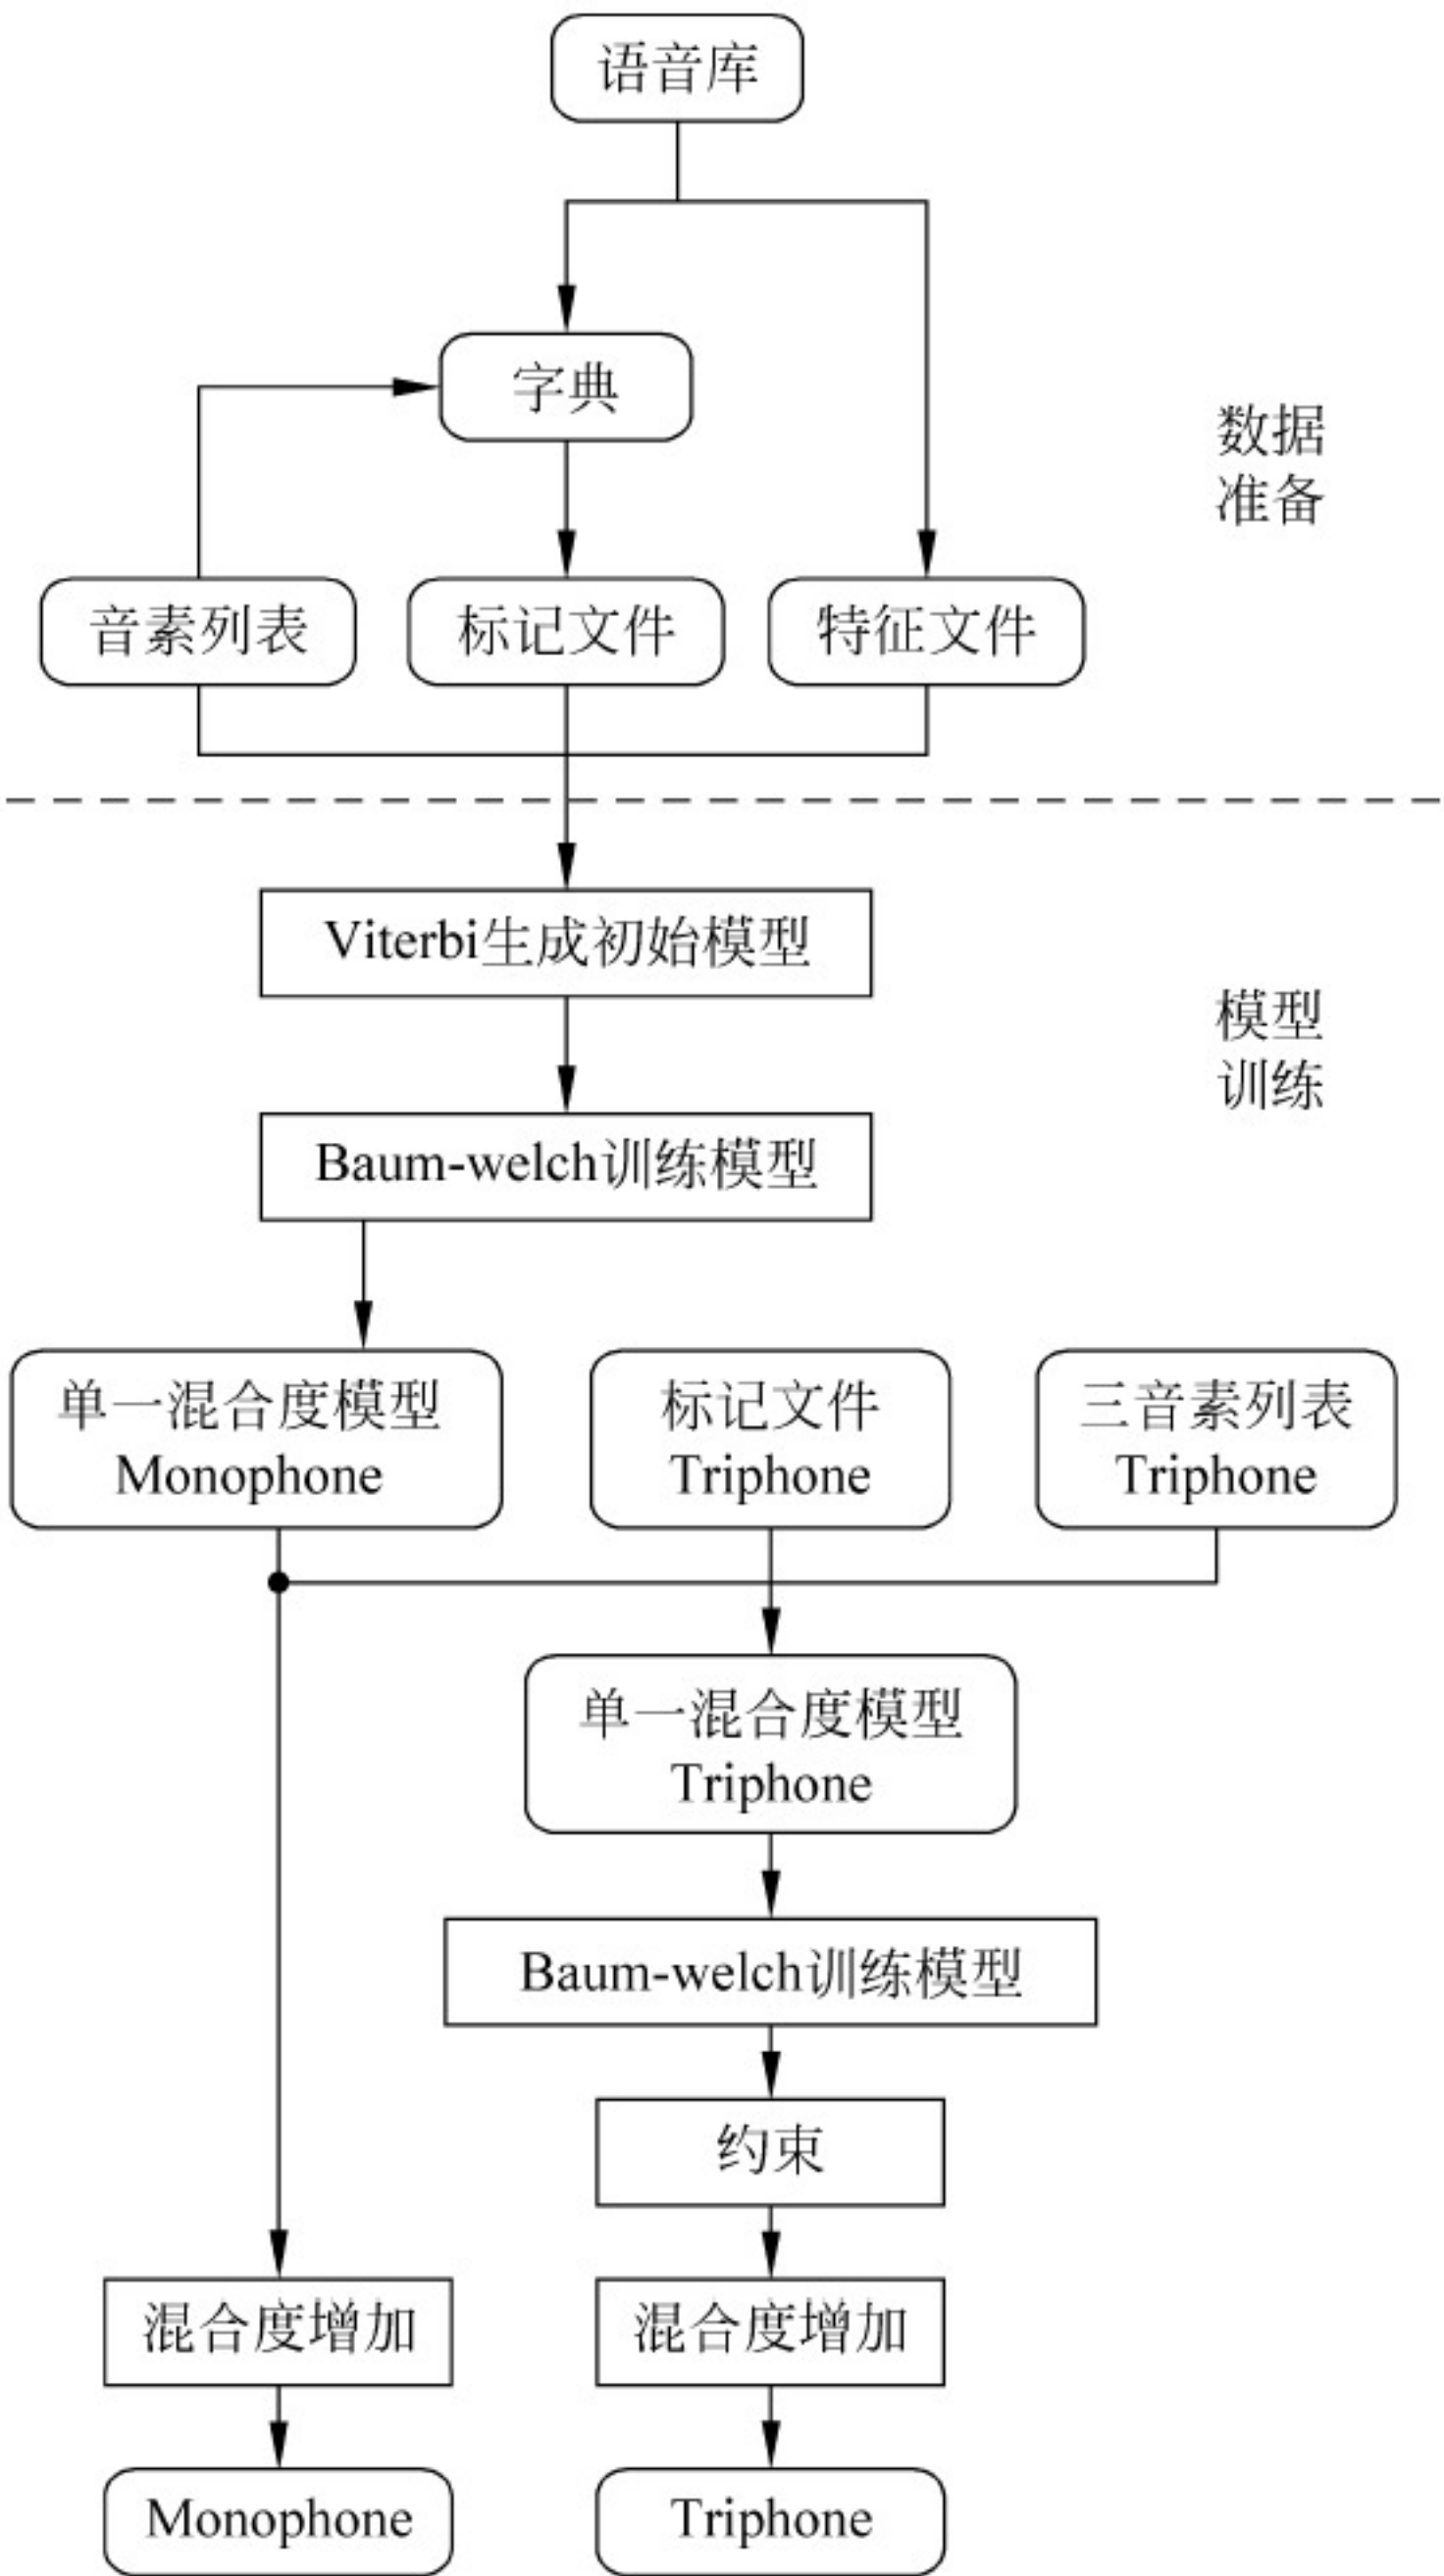 语音库
字典
数据
准备
音素列表
标记文件
特征文件
Viterbi生成初始模型
模型
训练
Baum-welch训练模型
单一混合度模型
Monophone
标记文件
Triphone
三音素列表
Triphone
单一混合度模型
Triphone
Baum-welch训练模型
约束
混合度增加
混合度增加
Monophone
Triphone